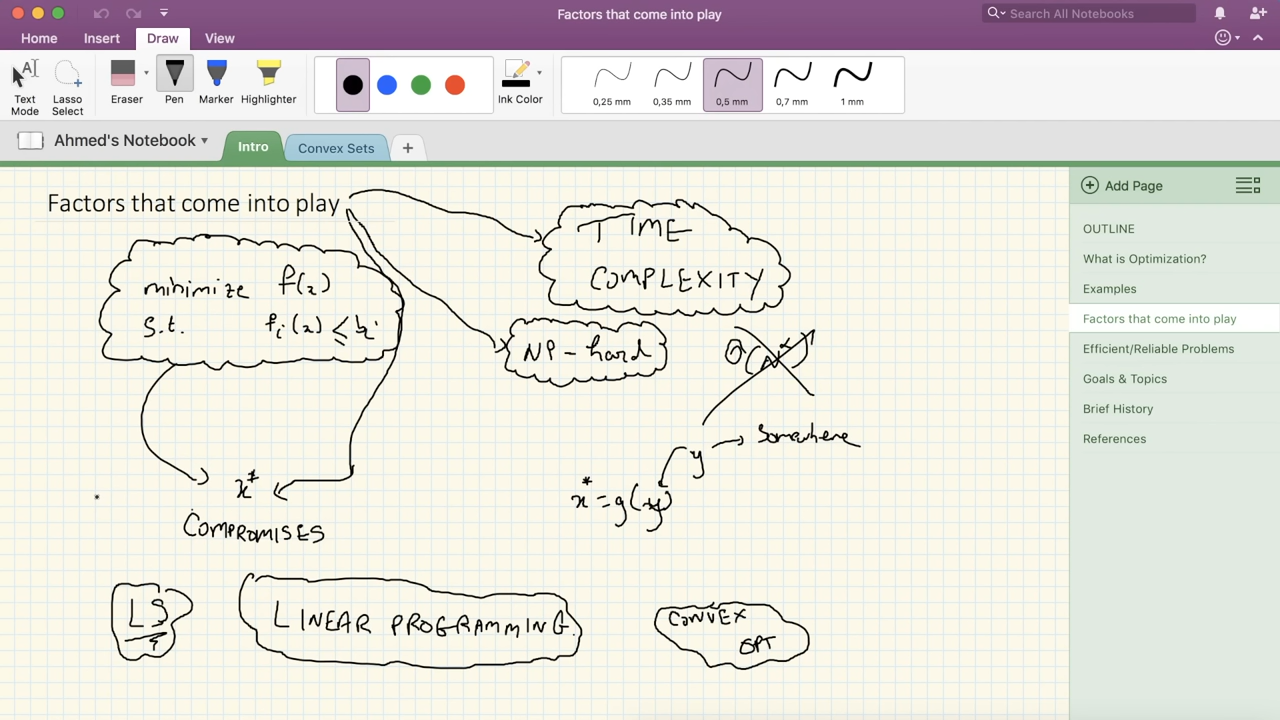 Factors that come into play
Search All Notebooks
Home
Insert
Draw
View
Text
Mode
Lasso
Select
Eraser
Pen
Marker
Highlighter
Ink Color
0,25 mm
0,35 mm
0,5 mm
0,7 mm
1 mm
Ahmed's Notebook
Intro
Convex Sets
+
Add Page
OUTLINE
What is Optimization?
Examples
Factors that come into play
Efficient/Reliable Problems
Goals & Topics
Brief History
References
Factors that come into play
TIME
COMPLEXITY
minimize f(x)
s.t. fi(x) ≤ bi
NP-hard
y → Somewhere
x* = g(y)
x*
COMPROMISES
LS
LINEAR PROGRAMMING
CONVEX
OPT